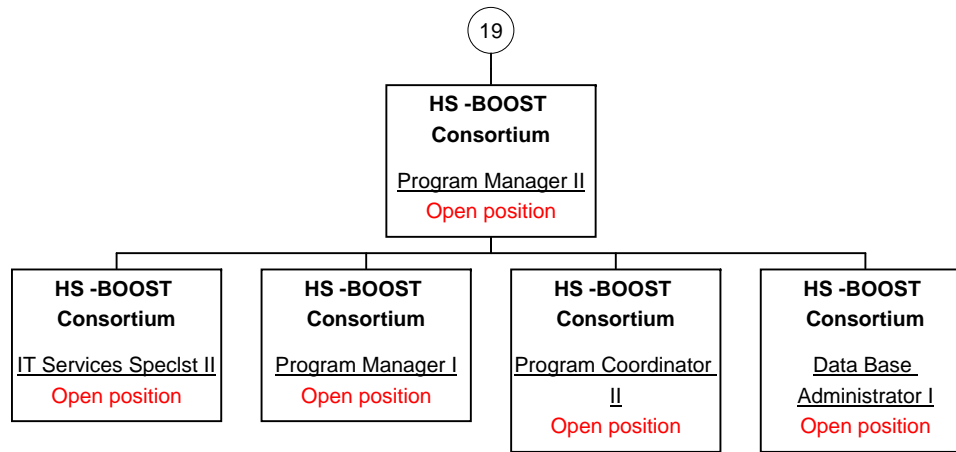 19
HS -BOOST
Consortium
Program Manager II
Open position
HS -BOOST
Consortium
IT Services Speclst II
Open position
HS -BOOST
Consortium
Program Manager I
Open position
HS -BOOST
Consortium
Program Coordinator
II
Open position
HS -BOOST
Consortium
Data Base
Administrator I
Open position